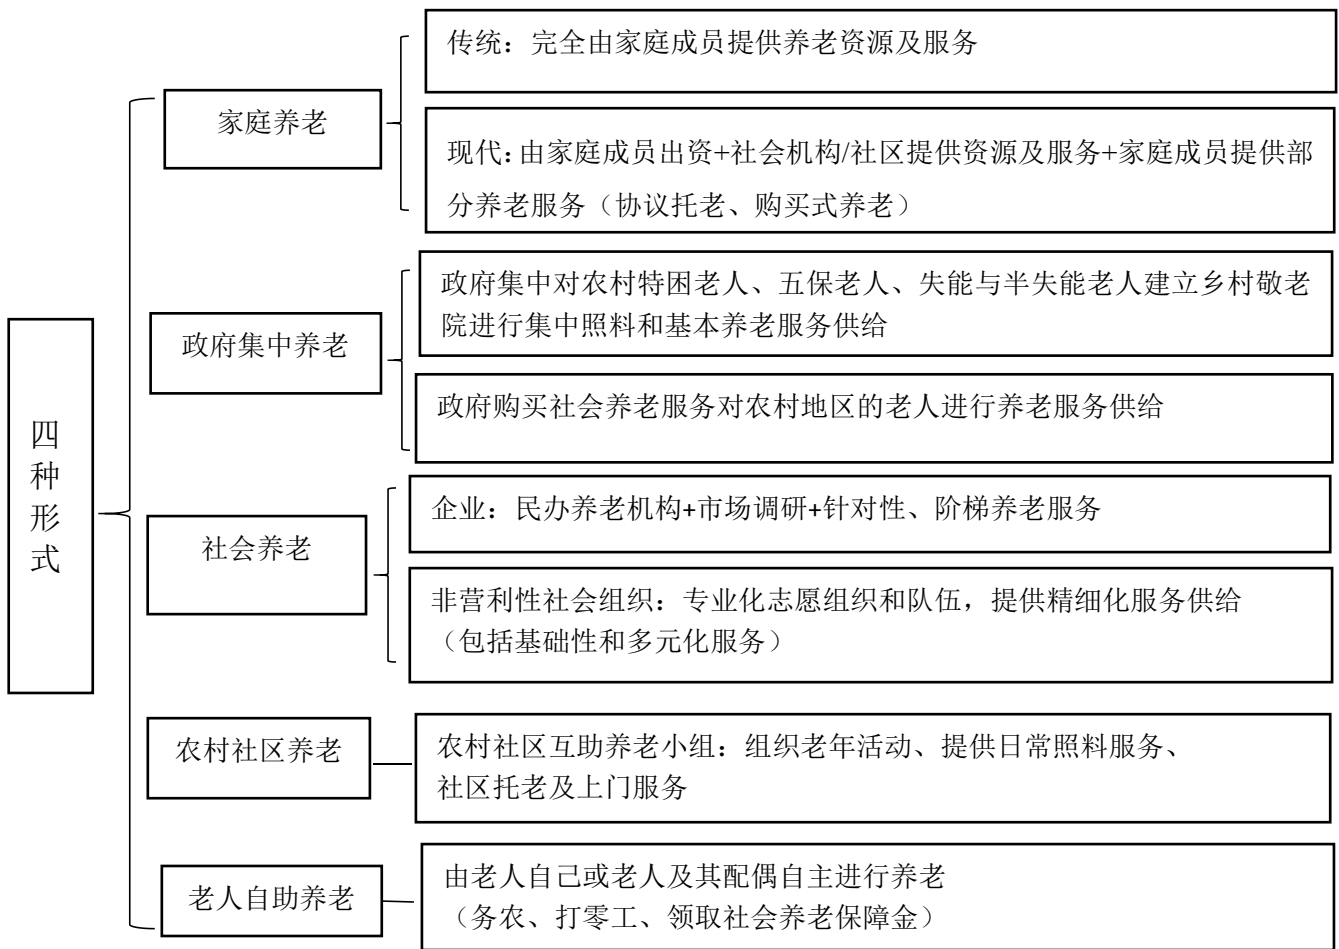 四种形式
家庭养老
传统：完全由家庭成员提供养老资源及服务
现代：由家庭成员出资+社会机构/社区提供资源及服务+家庭成员提供部
分养老服务（协议托老、购买式养老）
政府集中养老
政府集中对农村特困老人、五保老人、失能与半失能老人建立乡村敬老
院进行集中照料和基本养老服务供给
政府购买社会养老服务对农村地区的老人进行养老服务供给
社会养老
企业：民办养老机构+市场调研+针对性、阶梯养老服务
非营利性社会组织：专业化志愿组织和队伍，提供精细化服务供给
（包括基础性和多元化服务）
农村社区养老
农村社区互助养老小组：组织老年活动、提供日常照料服务、
社区托老及上门服务
老人自助养老
由老人自己或老人及其配偶自主进行养老
（务农、打零工、领取社会养老保障金）